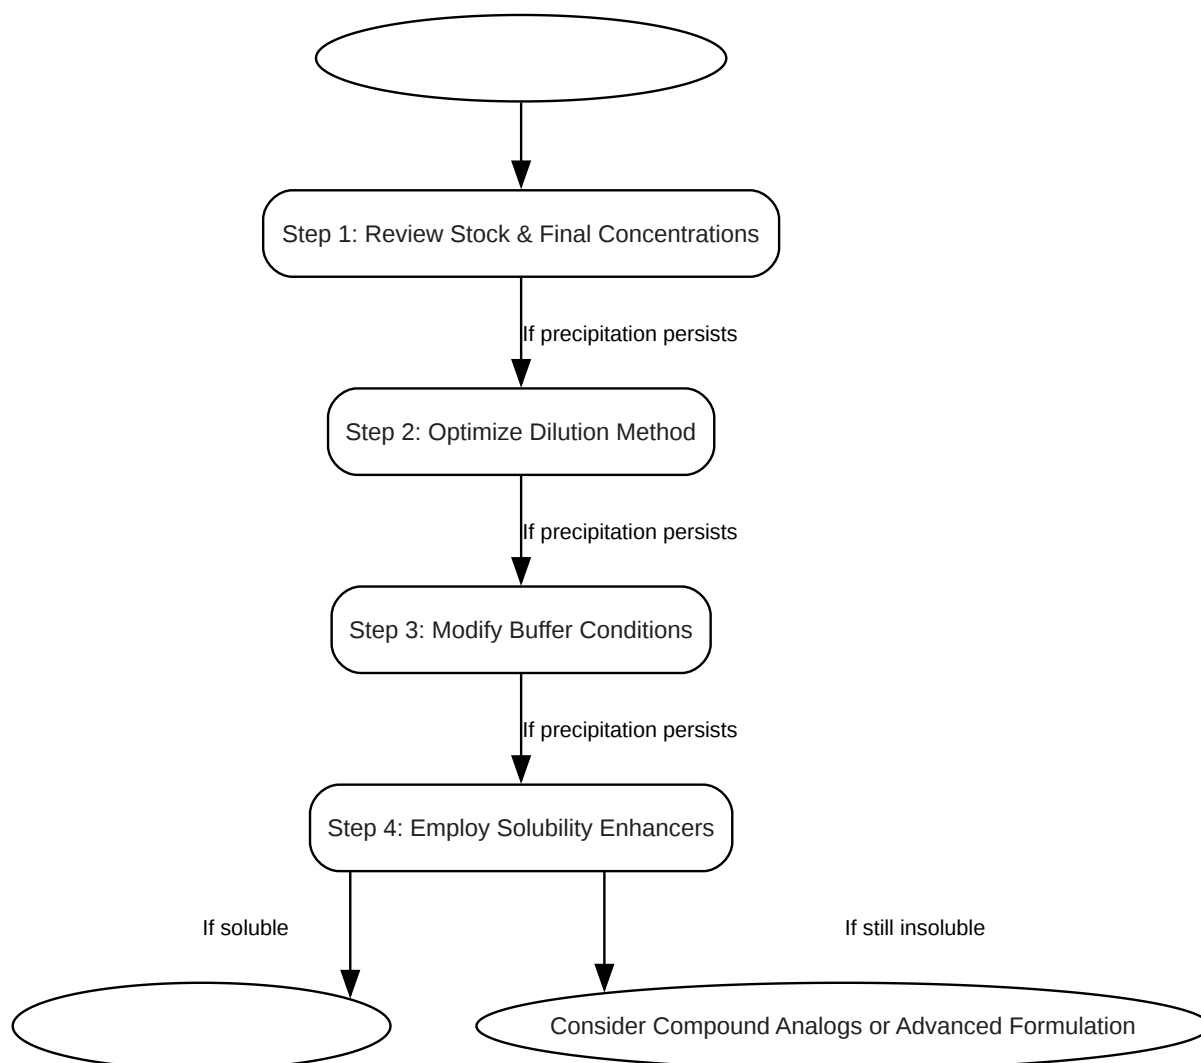 Step 1: Review Stock & Final Concentrations
If precipitation persists
Step 2: Optimize Dilution Method
If precipitation persists
Step 3: Modify Buffer Conditions
If precipitation persists
Step 4: Employ Solubility Enhancers
If soluble
If still insoluble
Consider Compound Analogs or Advanced Formulation